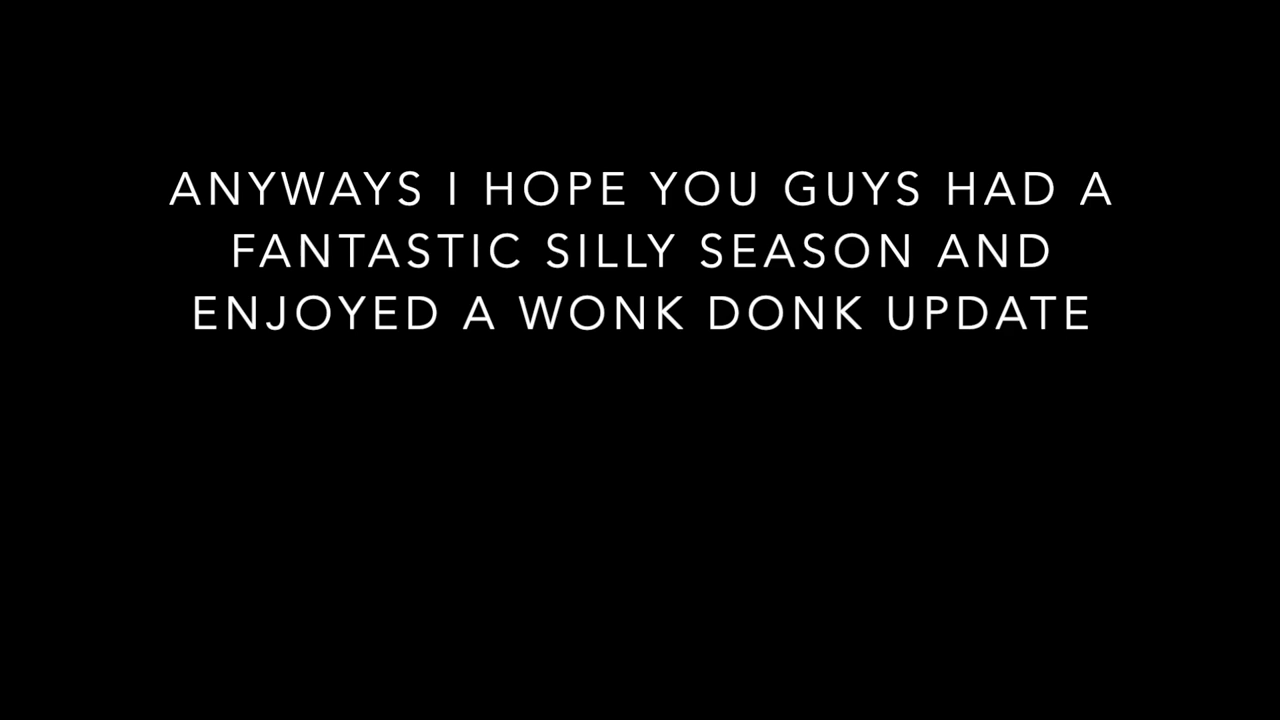 ANYWAYS I HOPE YOU GUYS HAD A
FANTASTIC SILLY SEASON AND
ENJOYED A WONK DONK UPDATE